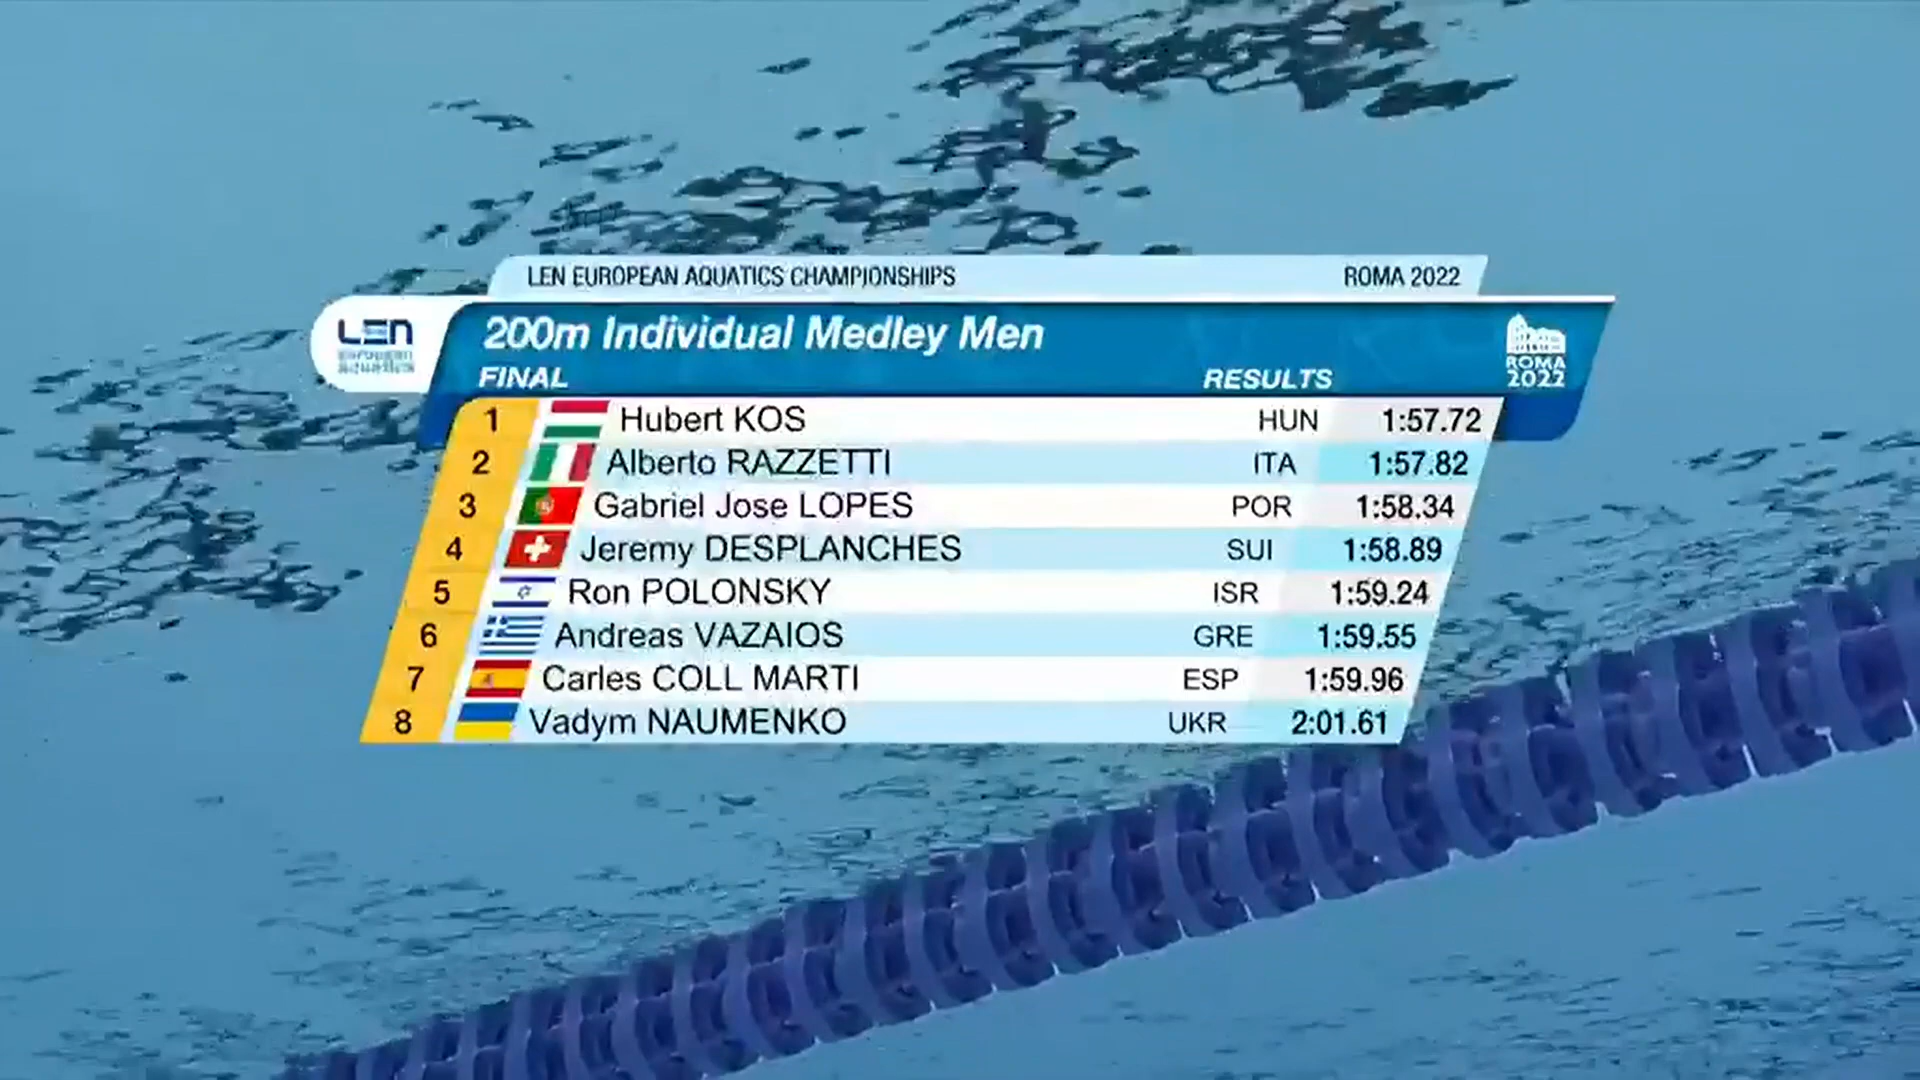 LEN EUROPEAN AQUATICS CHAMPIONSHIPS ROMA 2022
LEN
european
aquatics
200m Individual Medley Men
FINAL RESULTS
ROMA
2022
1 Hubert KOS HUN 1:57.72
2 Alberto RAZZETTI ITA 1:57.82
3 Gabriel Jose LOPES POR 1:58.34
4 Jeremy DESPLANCHES SUI 1:58.89
5 Ron POLONSKY ISR 1:59.24
6 Andreas VAZAIOS GRE 1:59.55
7 Carles COLL MARTI ESP 1:59.96
8 Vadym NAUMENKO UKR 2:01.61